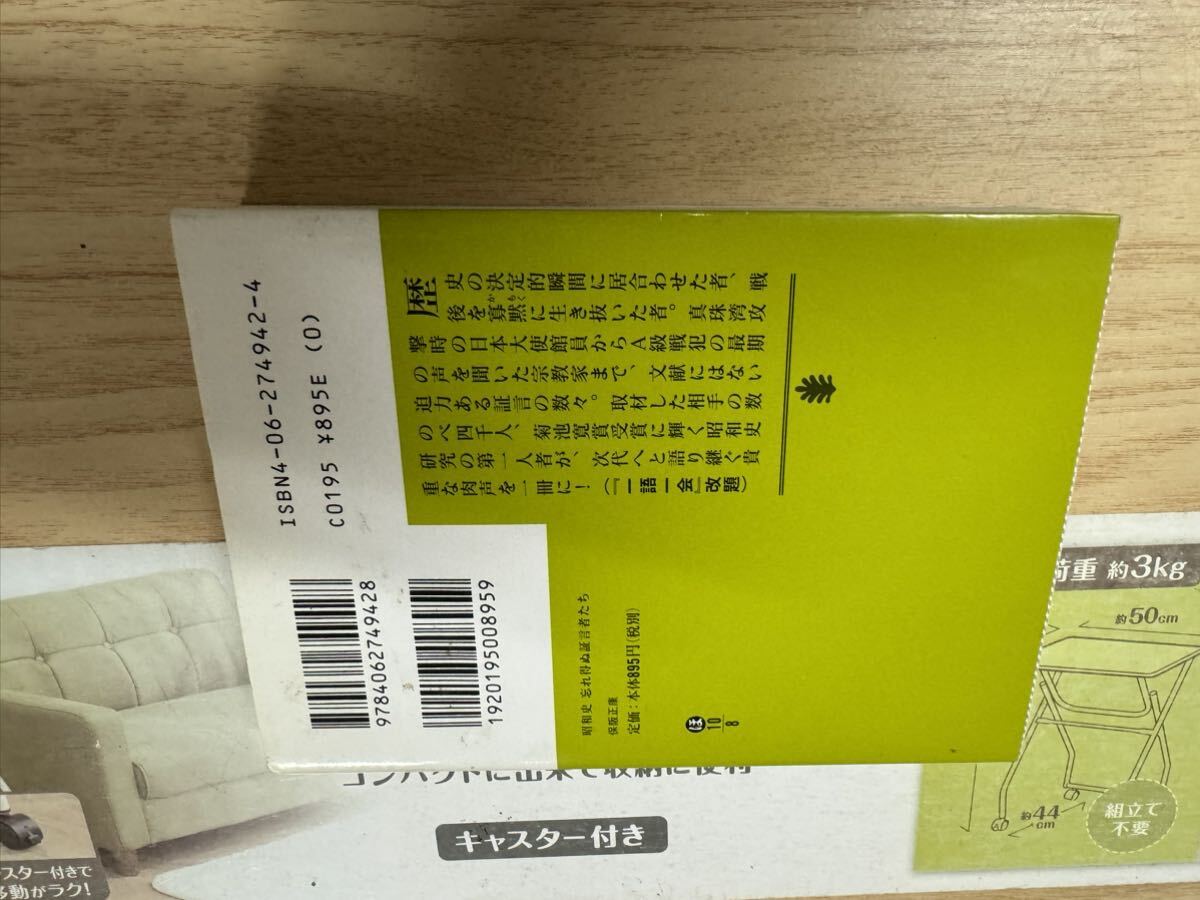 ISBN4-06-274942-4
C0195 ¥895E (0)
歴史の決定的瞬間に居合わせた者、戦
後を寡黙に生き抜いた者。真珠湾攻
撃時の日本大使館員からA級戦犯の最期
の声を聞いた宗教家まで、文献にはない
迫力ある証言の数々。取材した相手の数
のべ四千人、菊池寛賞受賞に輝く昭和史
研究の第一人者が、次代へと語り継ぐ貴
重な肉声を一冊に!(『一語一会』改題)
9784062749428
1920195008959
昭和史 忘れ得ぬ証言者たち
保阪正康
定価:本体895円(税別)
ほ
10
8
荷重 約3kg
約50cm
約44cm
組立て
不要
コンパクトに出来て収納に便利
キャスター付き
スター付きで
移動がラク!